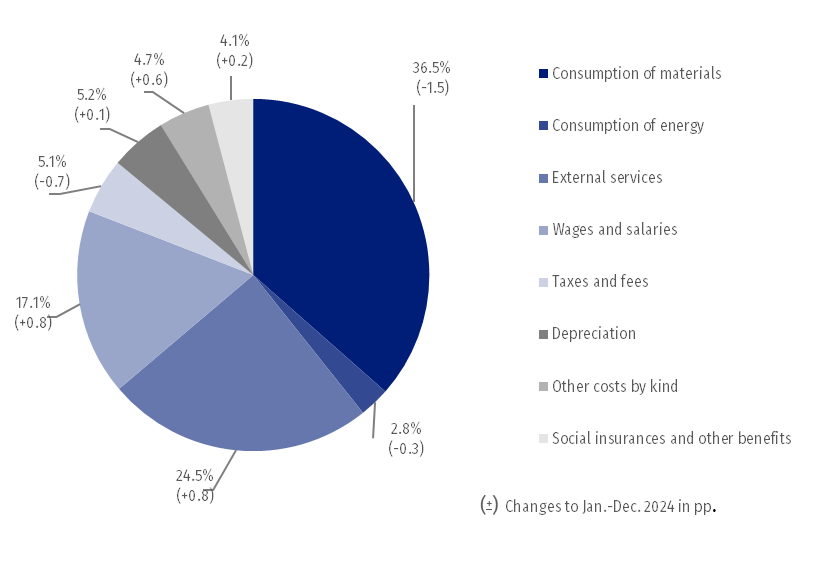 4.1%
(+0.2)
4.7%
(+0.6)
5.2%
(+0.1)
5.1%
(-0.7)
17.1%
(+0.8)
24.5%
(+0.8)
2.8%
(-0.3)
36.5%
(-1.5)
Consumption of materials
Consumption of energy
External services
Wages and salaries
Taxes and fees
Depreciation
Other costs by kind
Social insurances and other benefits
(±) Changes to Jan.-Dec. 2024 in pp.